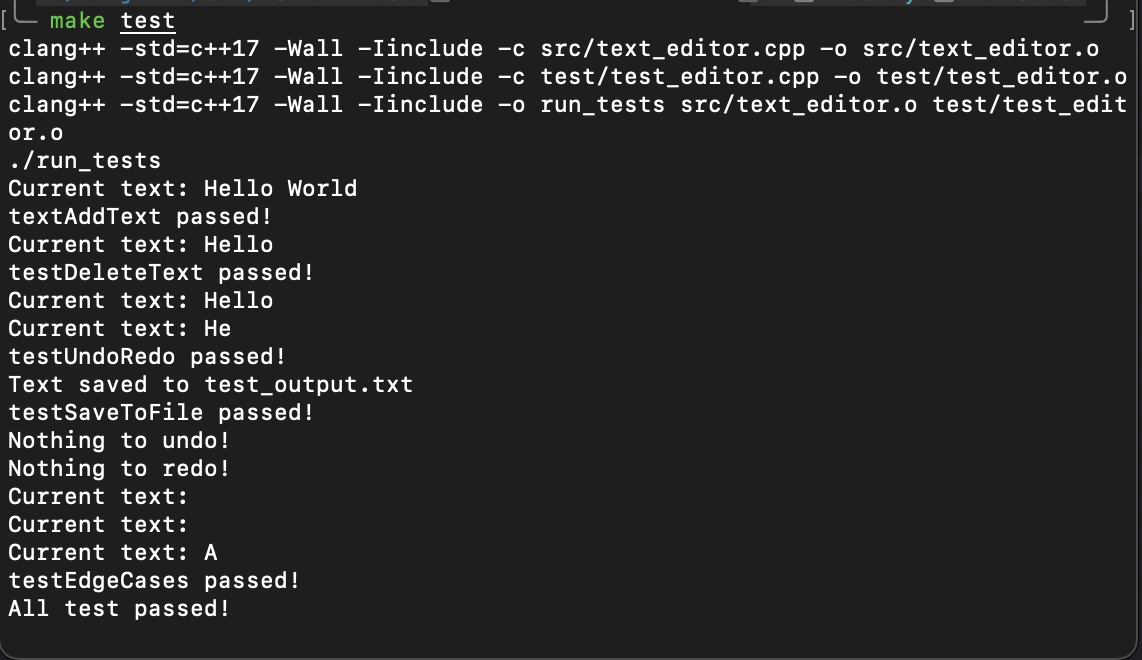 make test
clang++ -std=c++17 -Wall -Iinclude -c src/text_editor.cpp -o src/text_editor.o
clang++ -std=c++17 -Wall -Iinclude -c test/test_editor.cpp -o test/test_editor.o
clang++ -std=c++17 -Wall -Iinclude -o run_tests src/text_editor.o test/test_edit
or.o
./run_tests
Current text: Hello World
textAddText passed!
Current text: Hello
testDeleteText passed!
Current text: Hello
Current text: He
testUndoRedo passed!
Text saved to test_output.txt
testSaveToFile passed!
Nothing to undo!
Nothing to redo!
Current text:
Current text:
Current text: A
testEdgeCases passed!
All test passed!